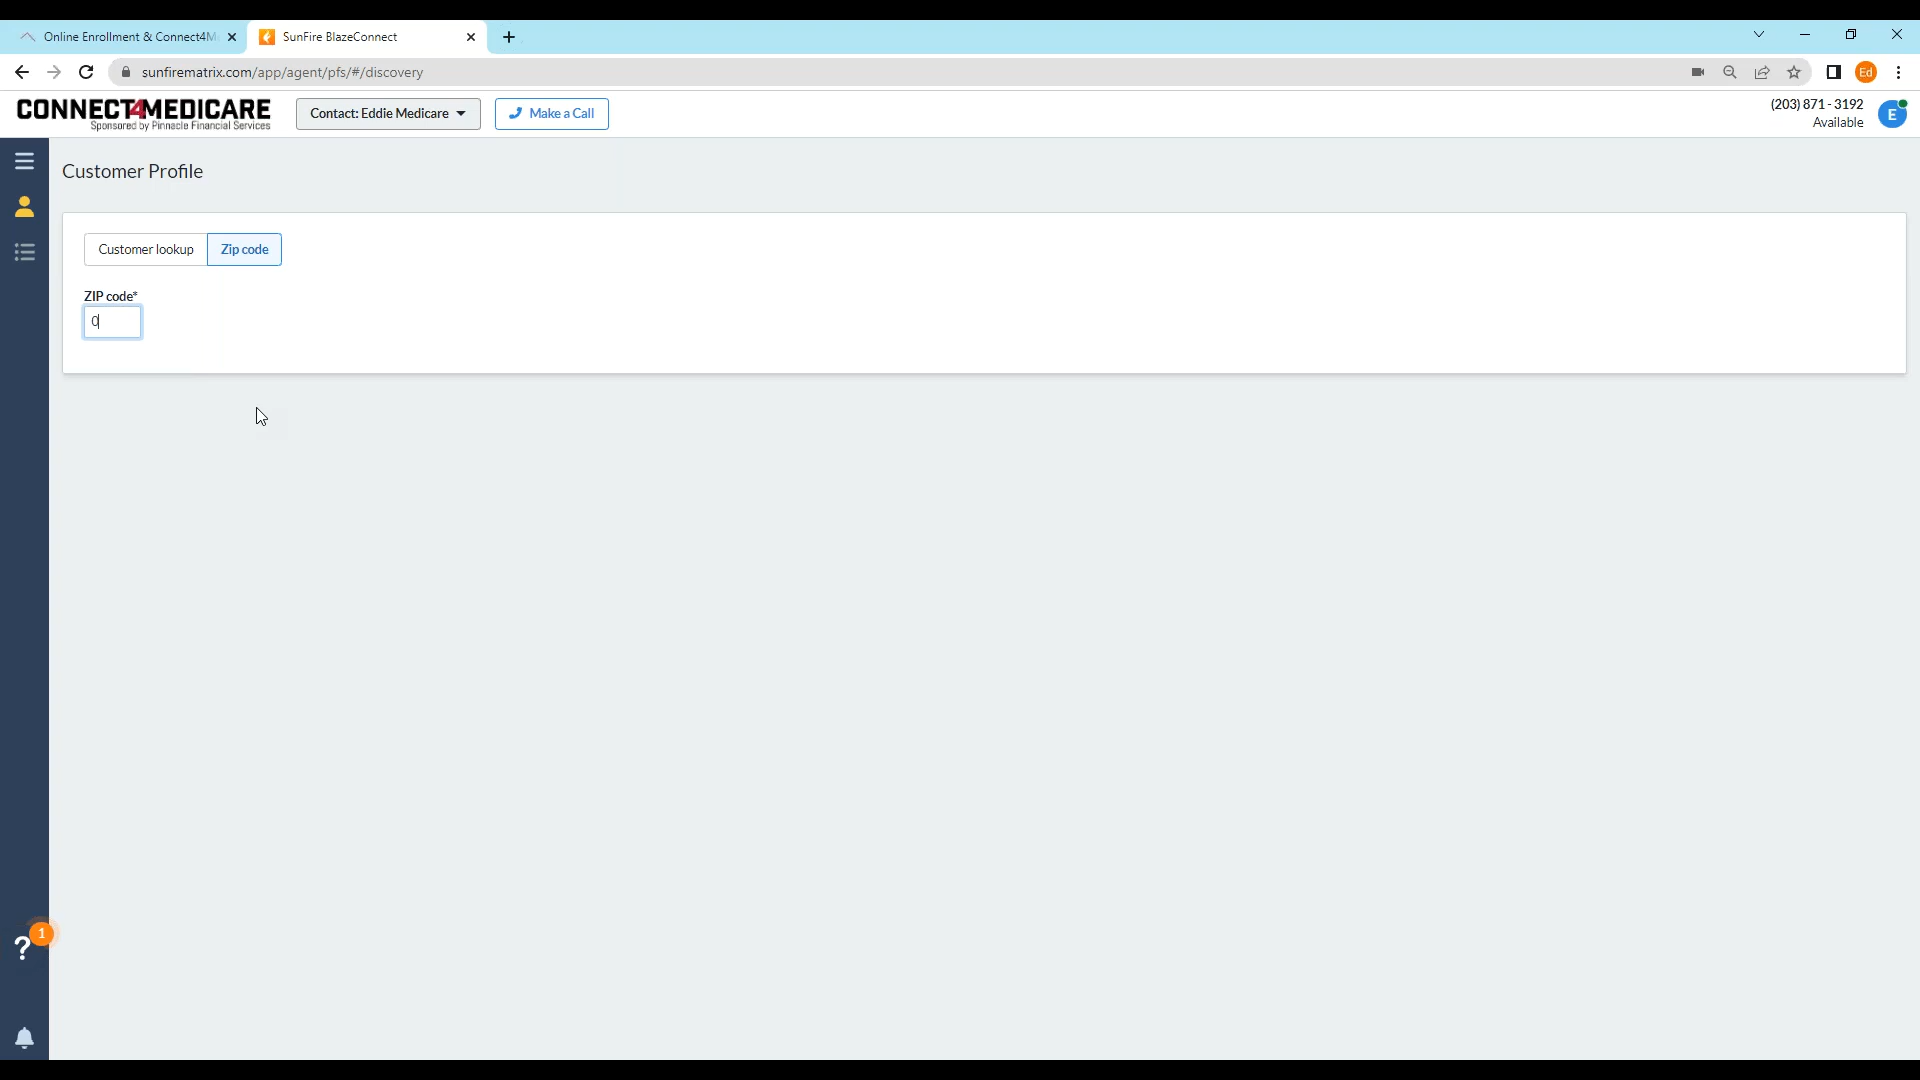 Online Enrollment & Connect4M
SunFire BlazeConnect
sunfirematrix.com/app/agent/pfs/#/discovery
Ed
CONNECT4MEDICARE
Sponsored by Pinnacle Financial Services
Contact: Eddie Medicare
Make a Call
(203) 871 - 3192
Available
E
Customer Profile
Customer lookup
Zip code
ZIP code*
0
1
?